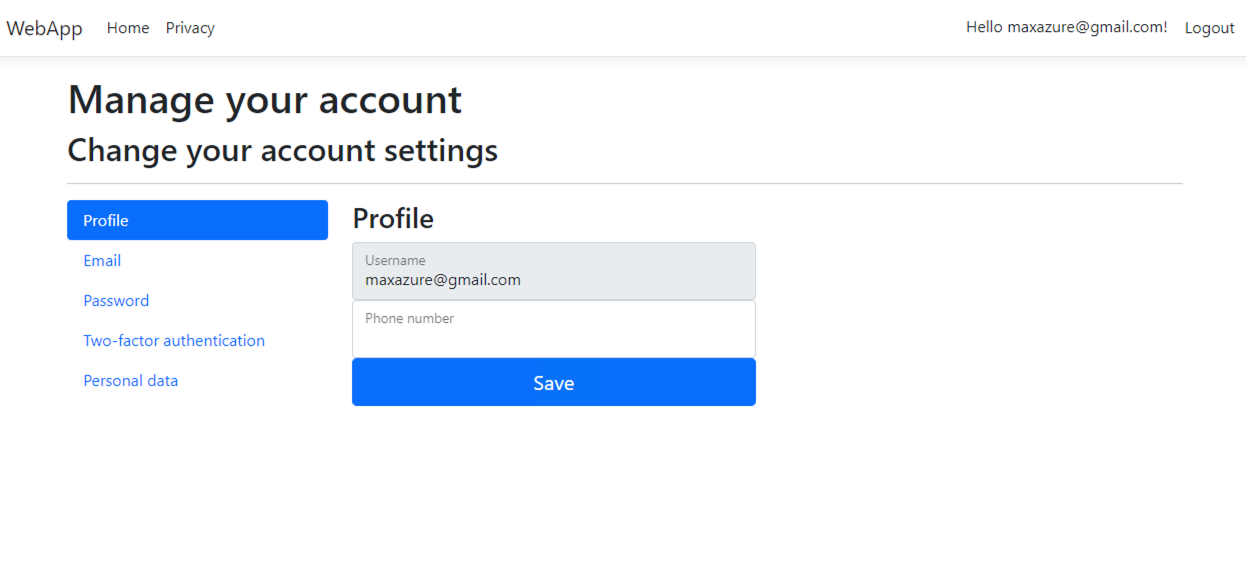 WebApp Home Privacy Hello maxazure@gmail.com! Logout
Manage your account
Change your account settings
Profile
Email
Password
Two-factor authentication
Personal data
Profile
Username
maxazure@gmail.com
Phone number
Save